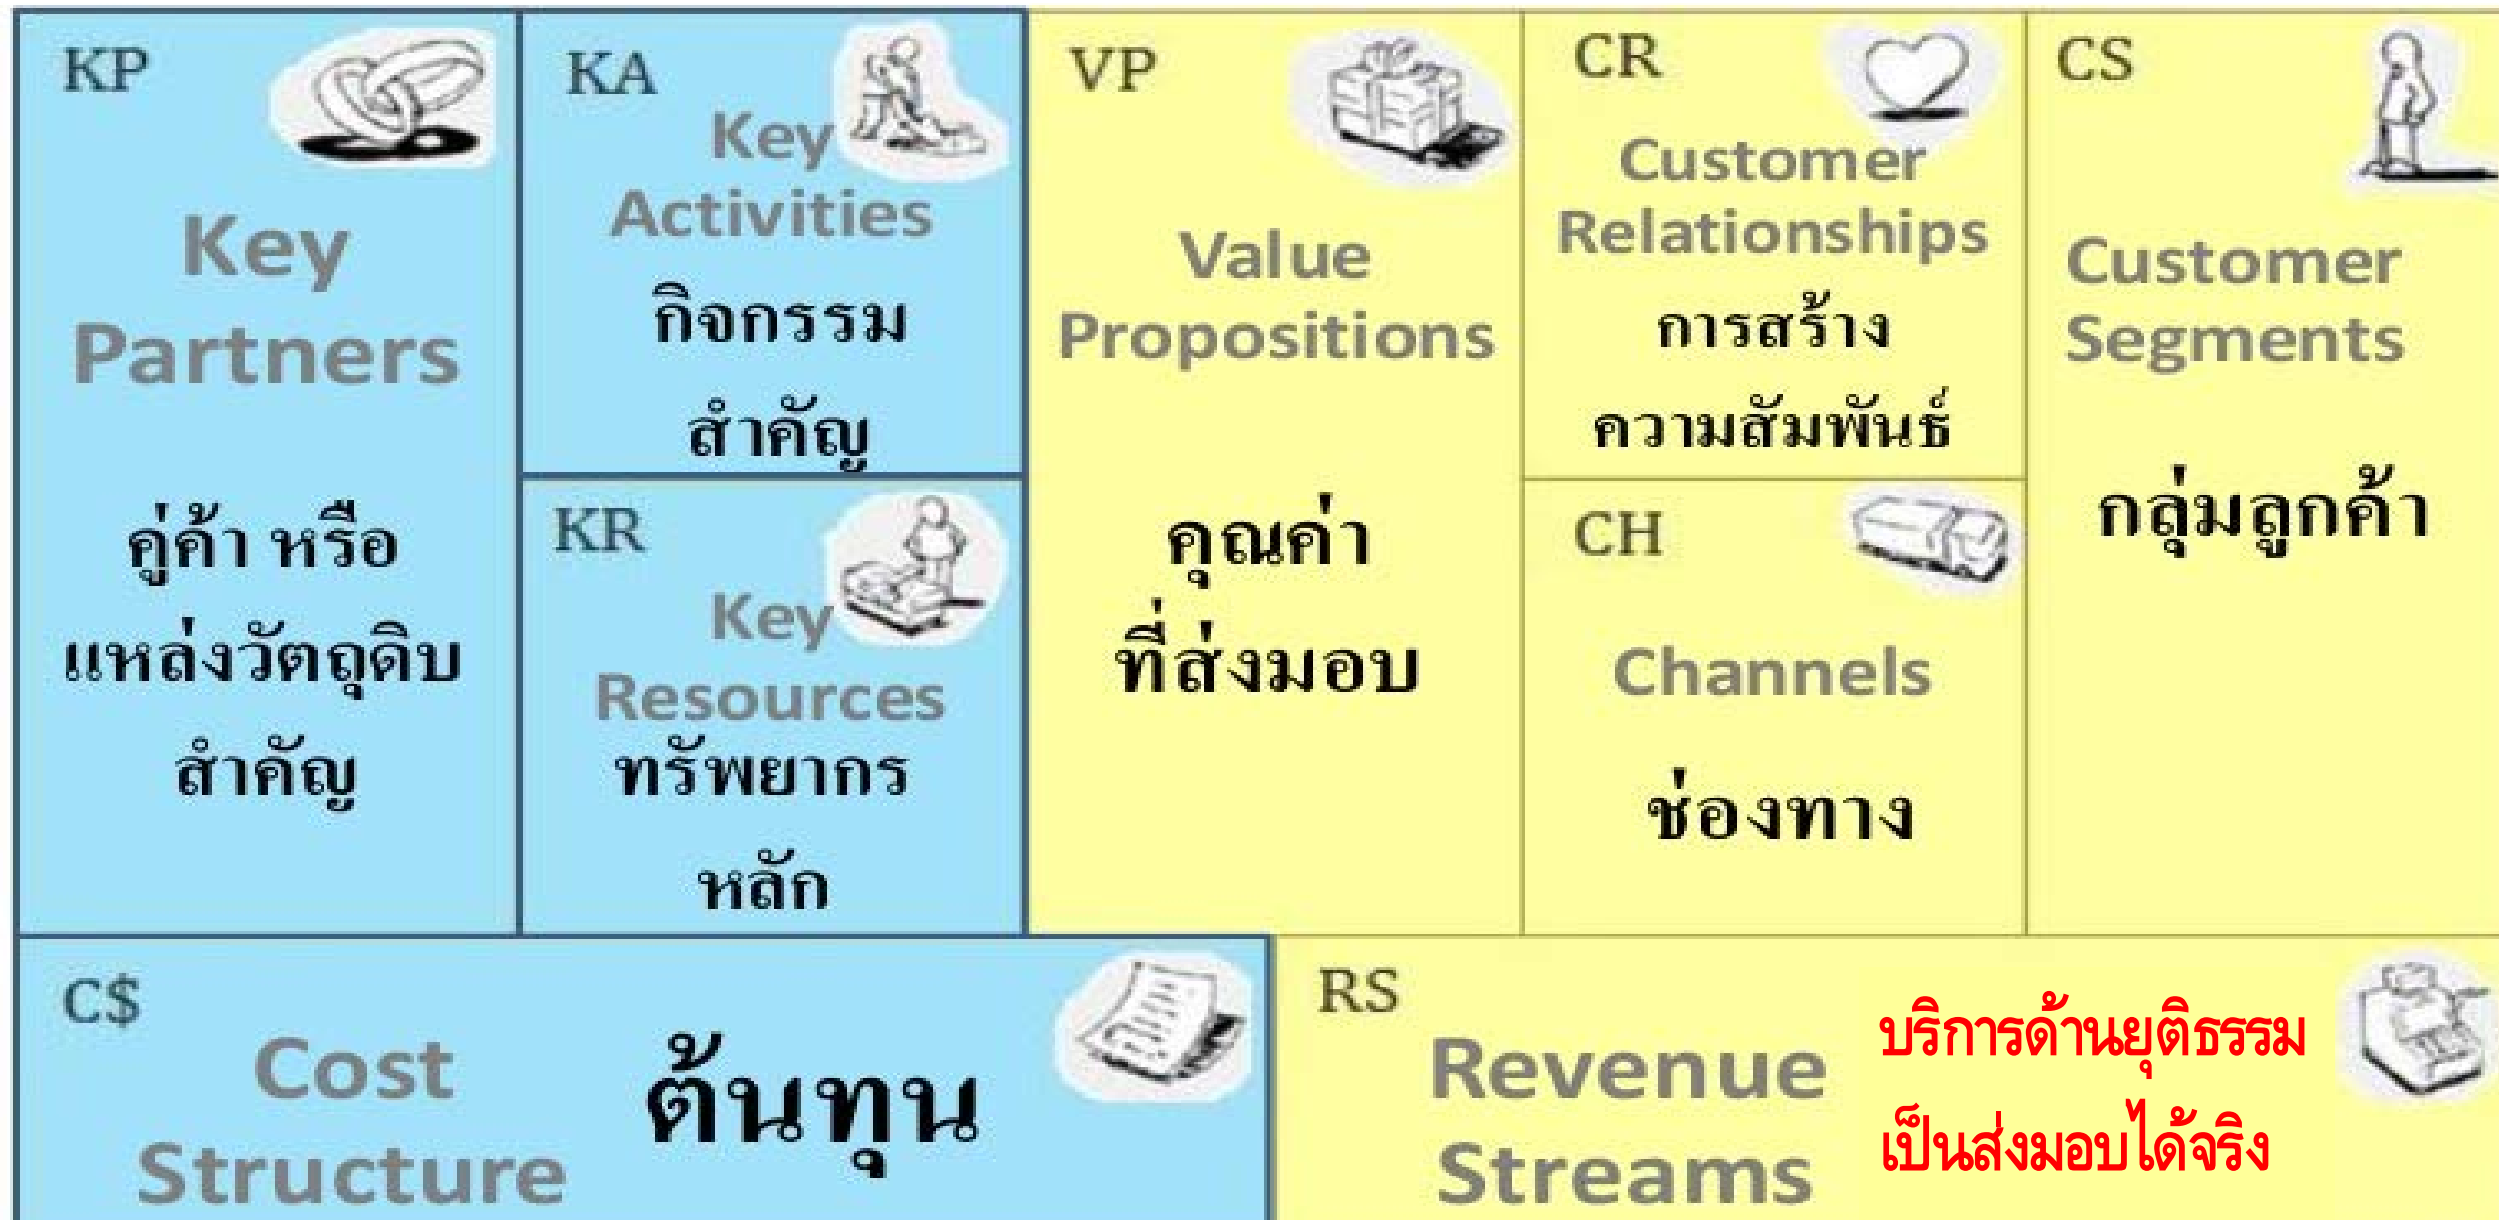 KP
Key
Partners
คู่ค้า หรือ
แหล่งวัตถุดิบ
สำคัญ
KA
Key
Activities
กิจกรรม
สำคัญ
KR
Key
Resources
ทรัพยากร
หลัก
VP
Value
Propositions
คุณค่า
ที่ส่งมอบ
CR
Customer
Relationships
การสร้าง
ความสัมพันธ์
CH
Channels
ช่องทาง
CS
Customer
Segments
กลุ่มลูกค้า
C$
Cost
Structure
ต้นทุน
RS
Revenue
Streams
บริการด้านยุติธรรม
เป็นส่งมอบได้จริง